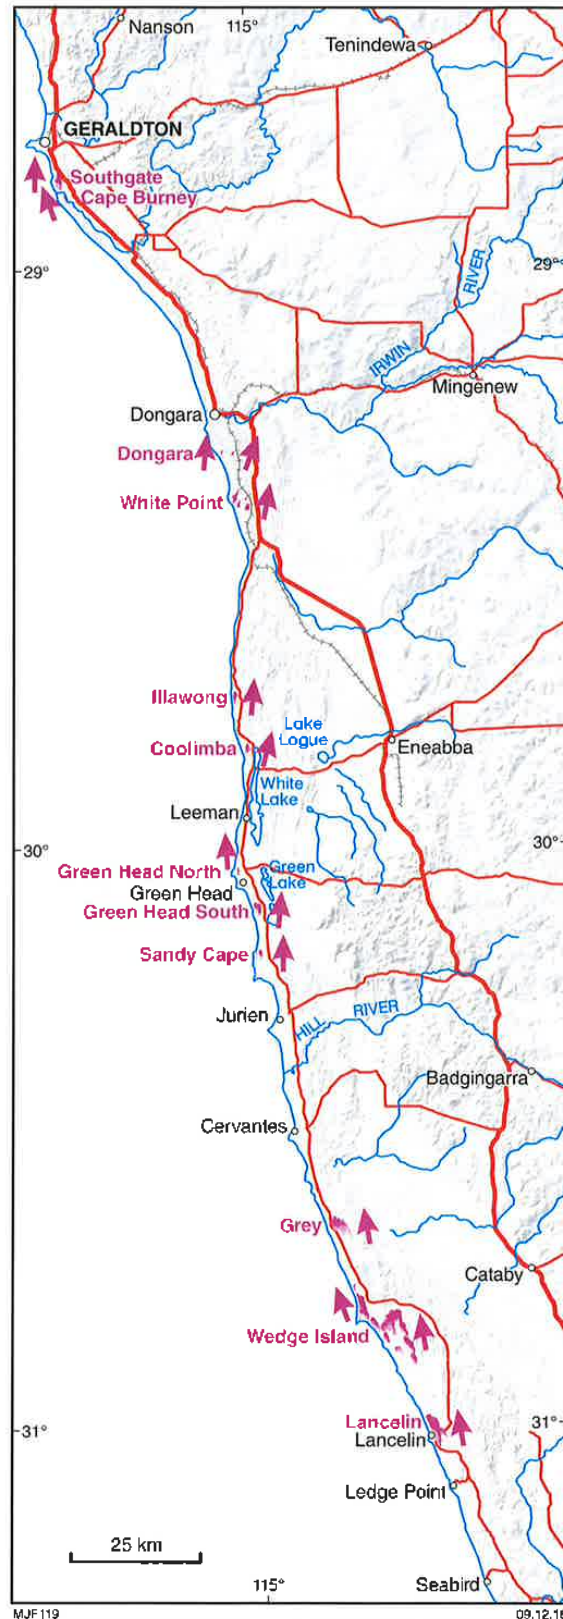 115°
Nanson
Tenindewa
GERALDTON
Southgate
Cape Burney
29°
29°
RIVER
IRWIN
Mingenew
Dongara
Dongara
White Point
Illawong
Lake
Logue
Coolimba
Eneabba
White
Lake
Leeman
30°
30°
Green Head North
Green
Lake
Green Head
Green Head South
Sandy Cape
HILL RIVER
Jurien
Badgingarra
Cervantes
Grey
Cataby
Wedge Island
Lancelin
31°
31°
Lancelin
Ledge Point
25 km
Seabird
115°
MJF119
09.12.16